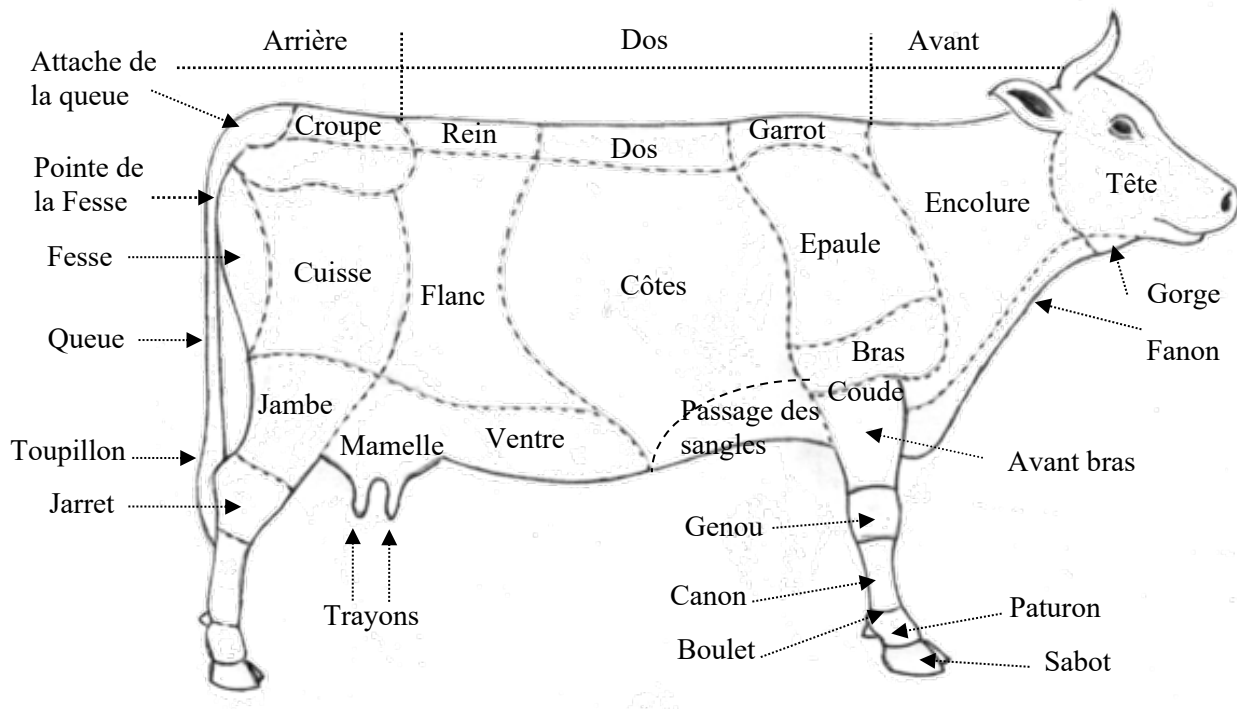 Arrière
Dos
Avant
Attache de
la queue
Croupe
Rein
Dos
Garrot
Pointe de
la Fesse
Tête
Encolure
Fesse
Cuisse
Flanc
Côtes
Epaule
Gorge
Queue
Bras
Fanon
Jambe
Coude
Passage des
sangles
Mamelle
Ventre
Toupillon
Avant bras
Jarret
Genou
Canon
Trayons
Paturon
Boulet
Sabot